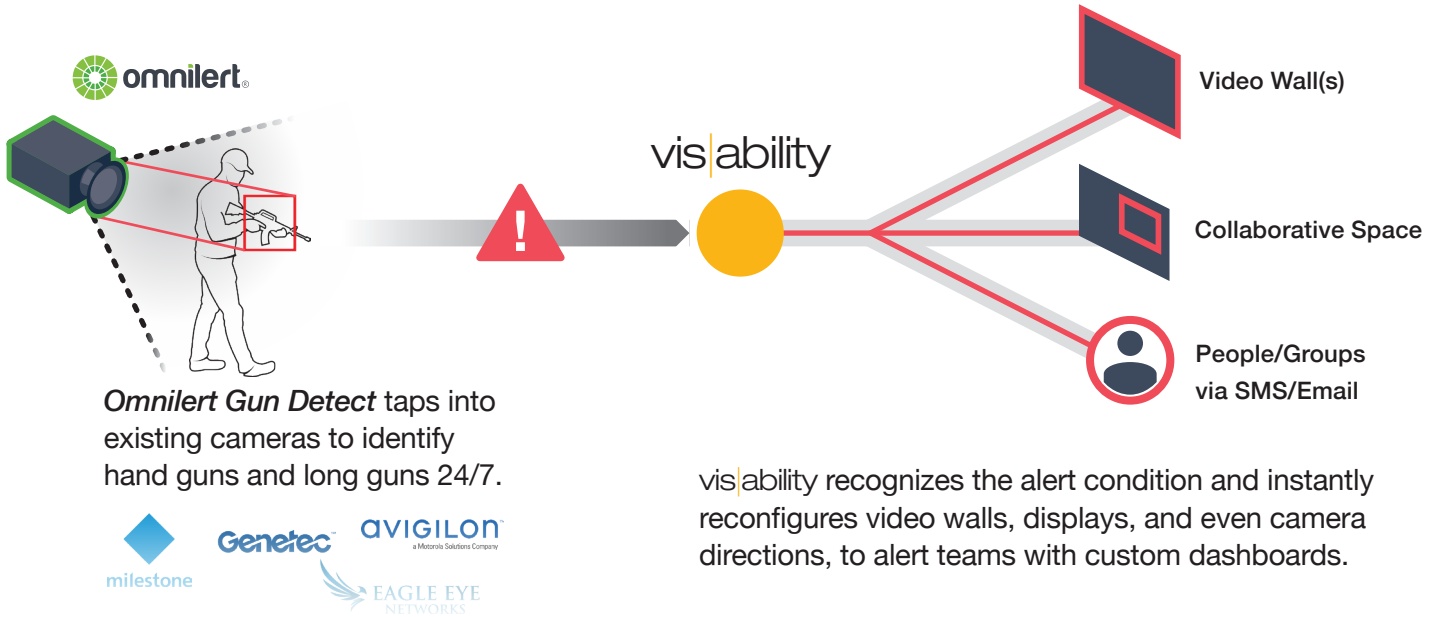 omnilert®
vis|ability
!
Video Wall(s)
Collaborative Space
People/Groups
via SMS/Email
Omnilert Gun Detect taps into
existing cameras to identify
hand guns and long guns 24/7.
milestone
Genetec™
AVIGILON™
a Motorola Solutions Company
EAGLE EYE
NETWORKS
vis|ability recognizes the alert condition and instantly
reconfigures video walls, displays, and even camera
directions, to alert teams with custom dashboards.